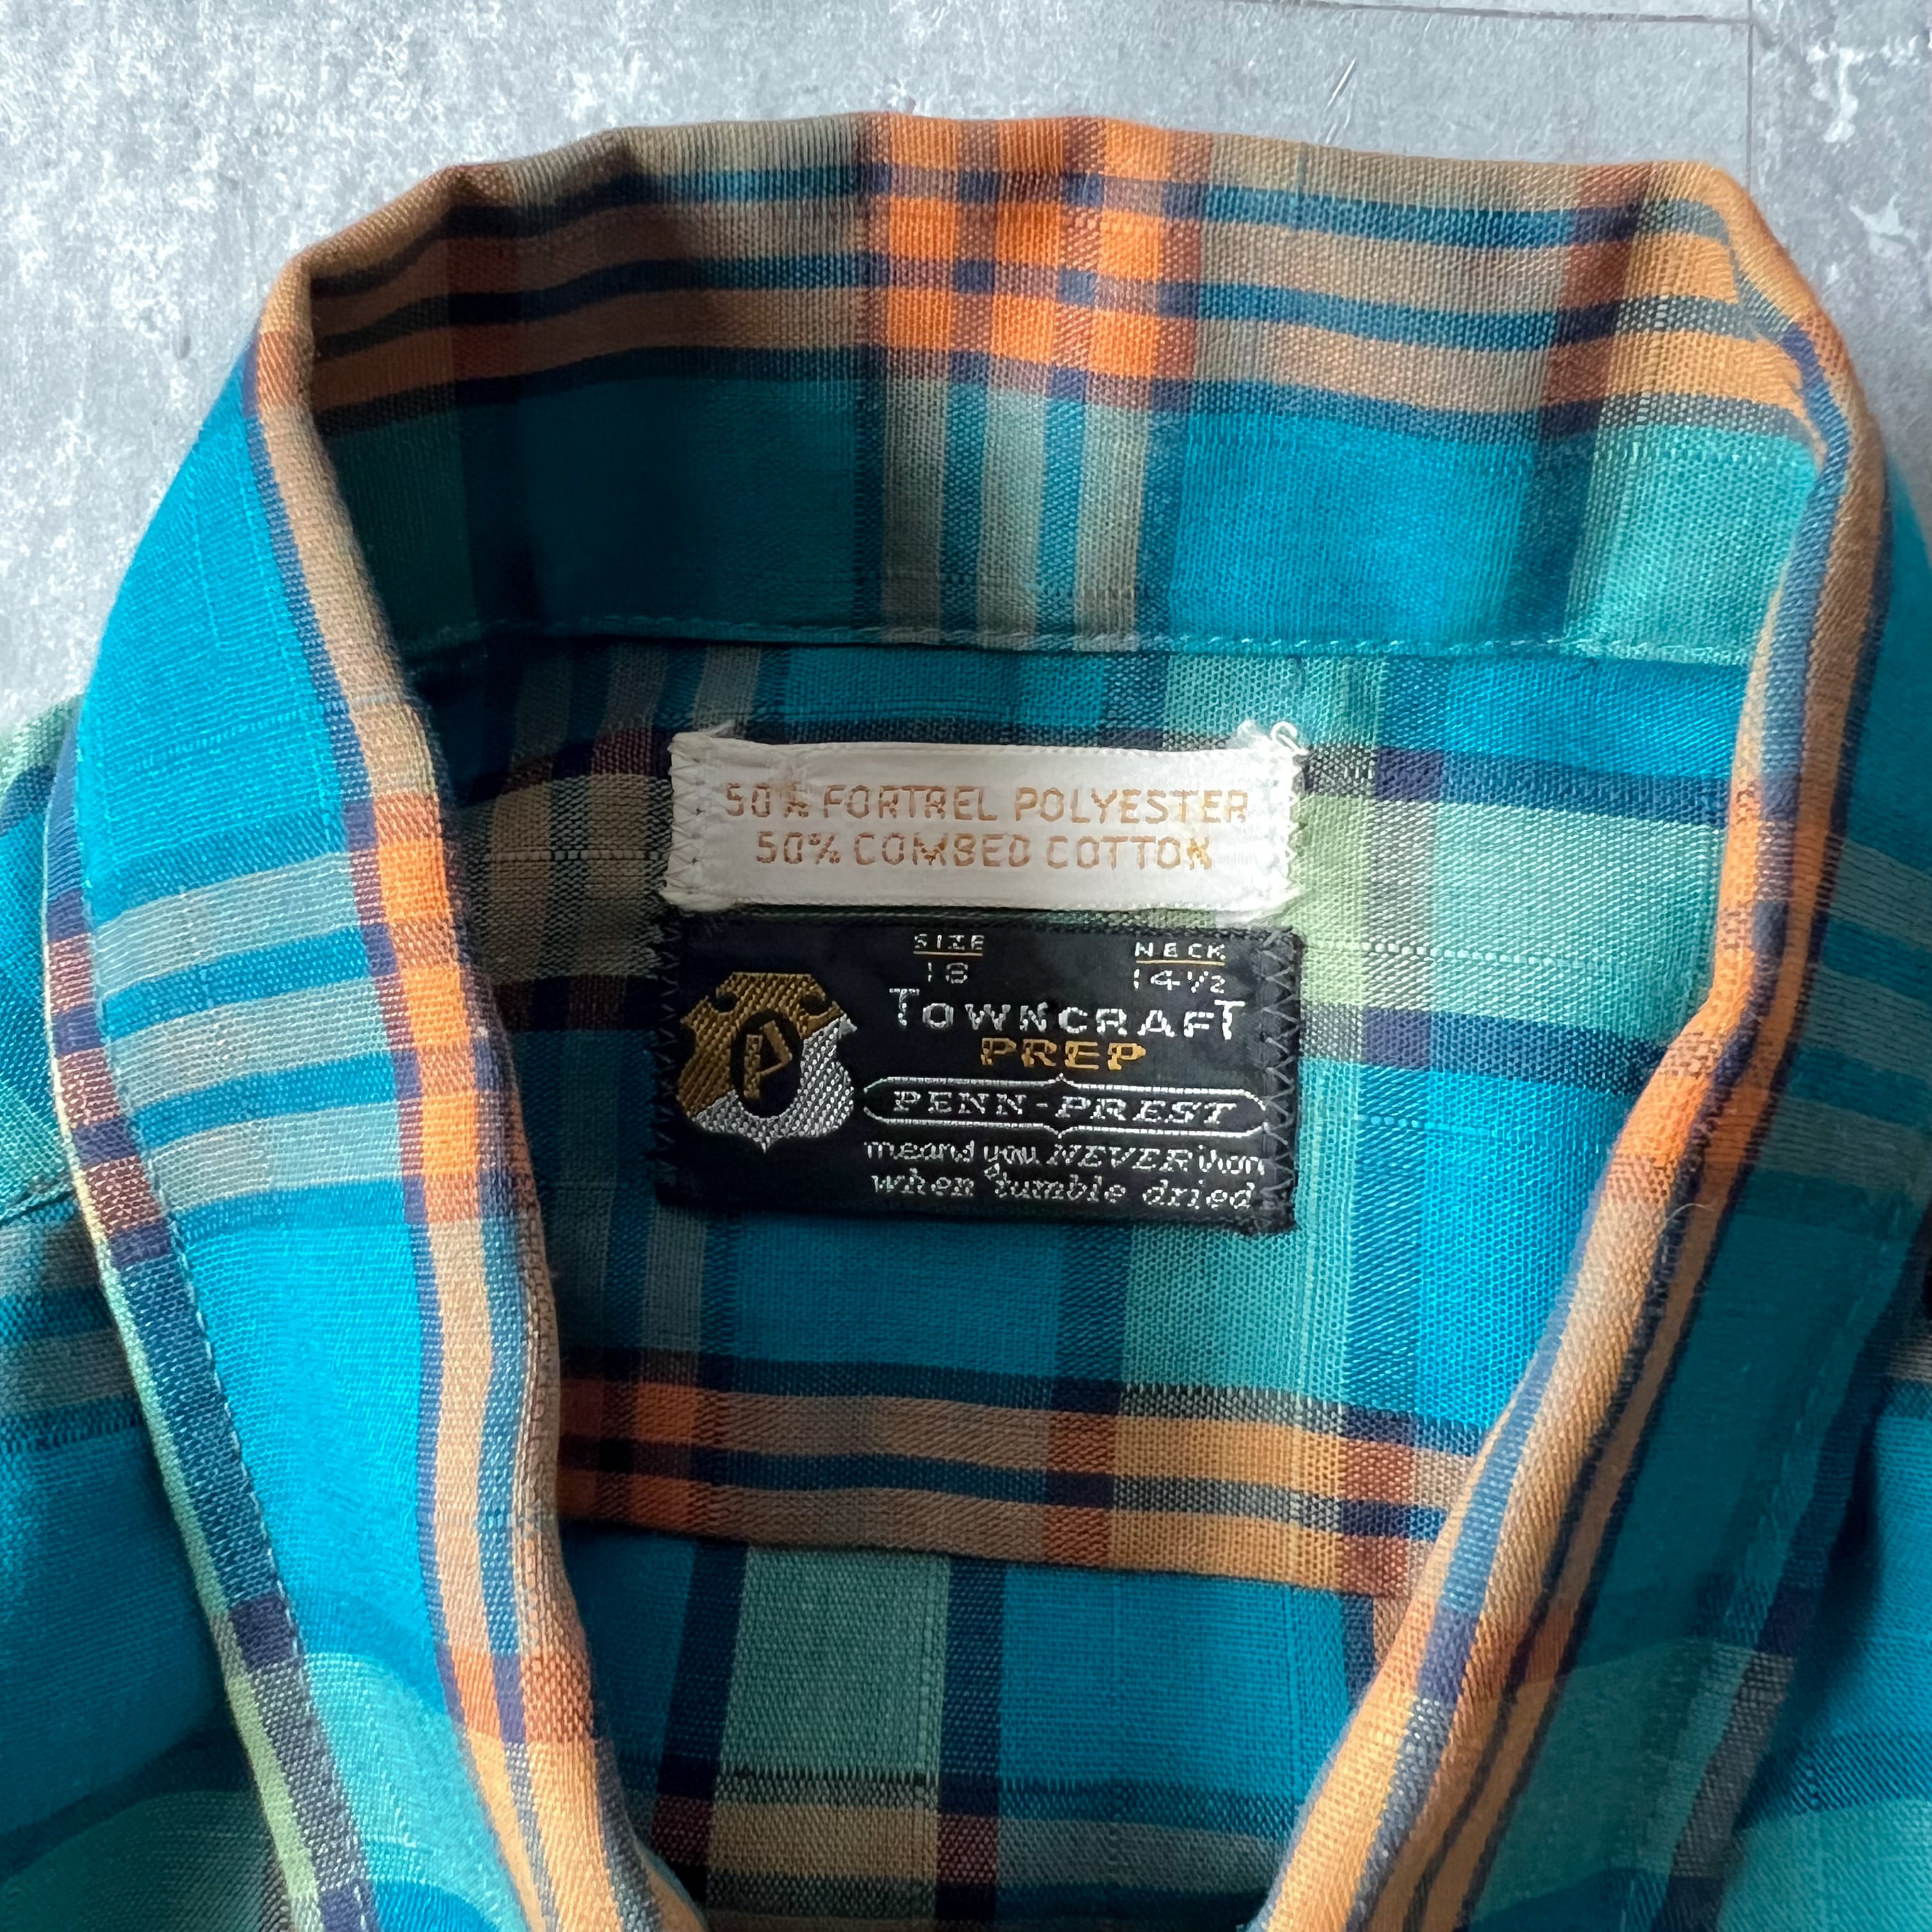 50% FORTREL POLYESTER
50% COMBED COTTON
SIZE NECK
18 14½
TOWNCRAFT
P PREP
PENN-PREST
means you NEVER iron
when tumble dried